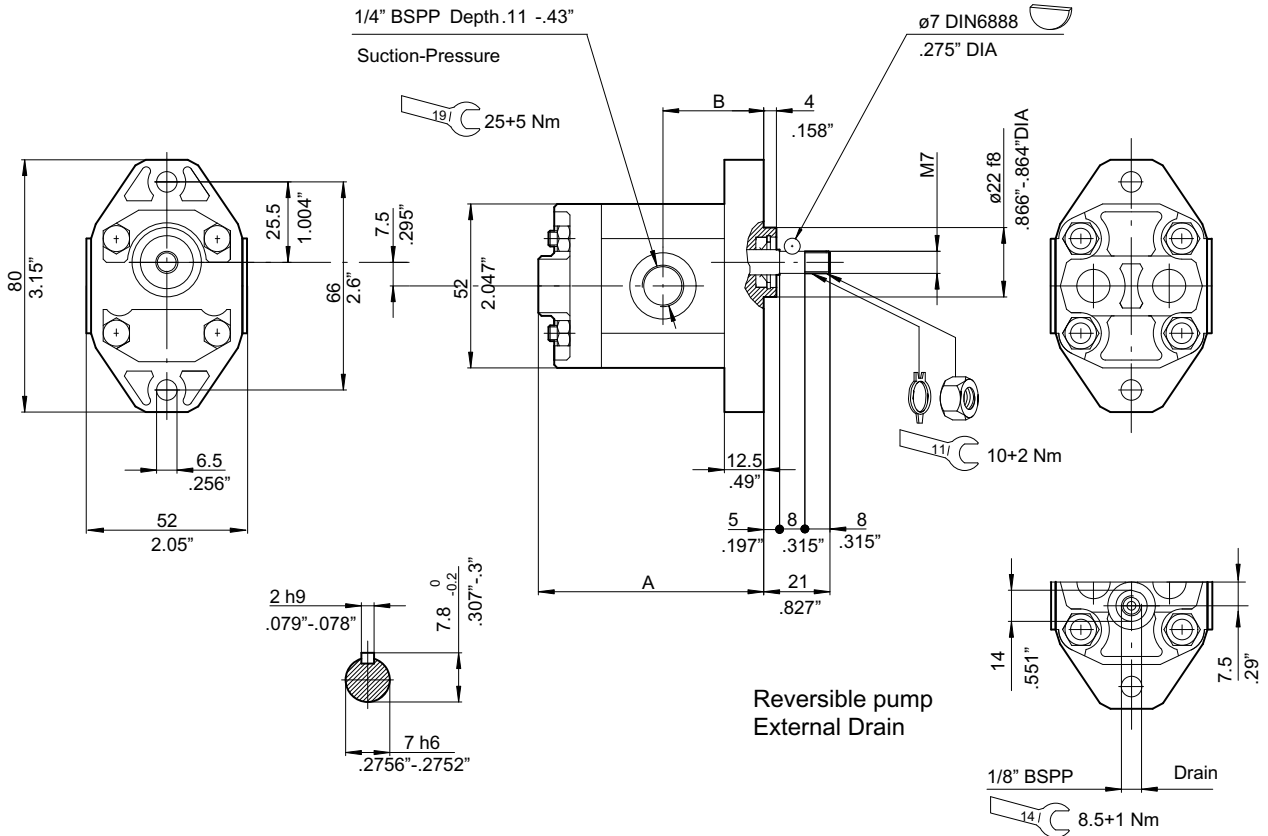 1/4” BSPP Depth.11 -.43”
Suction-Pressure
19
25+5 Nm
ø7 DIN6888
.275” DIA
B
4
.158”
M7
ø22 f8
.866”-.864”DIA
80
3.15”
25.5
1.004”
7.5
.295”
66
2.6”
52
2.047”
6.5
.256”
52
2.05”
11
10+2 Nm
12.5
.49”
5
.197”
8
.315”
8
.315”
A
21
.827”
2 h9
.079”-.078”
7.8 0 -0.2
.307”-.3”
7 h6
.2756”-.2752”
Reversible pump
External Drain
14
.551”
7.5
.29”
1/8” BSPP
Drain
14
8.5+1 Nm